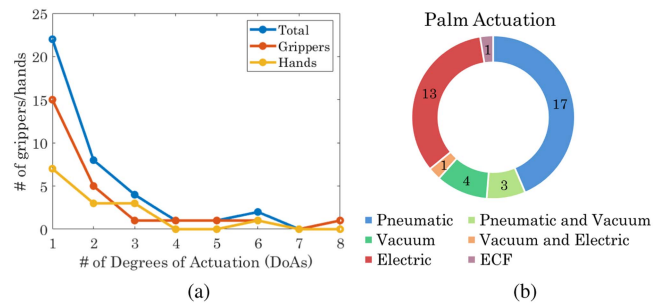 25
20
15
10
5
0
# of grippers/hands
Total
Grippers
Hands
1 2 3 4 5 6 7 8
# of Degrees of Actuation (DoAs)
(a)
Palm Actuation
1
17
13
1
4
3
Pneumatic
Pneumatic and Vacuum
Vacuum
Vacuum and Electric
Electric
ECF
(b)